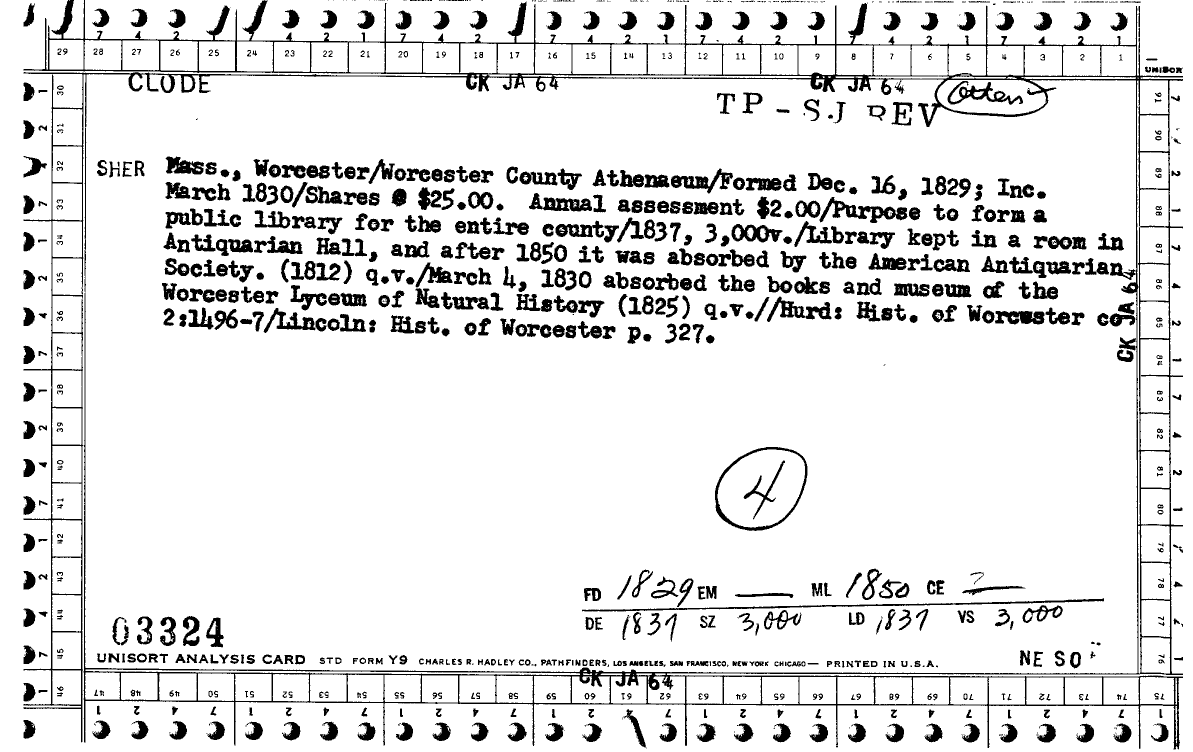 7 4 2 1 7 4 2 1 7 4 2 1 7 4 2 1 7 4 2 1 7 4 2 1
29 28 27 26 25 24 23 22 21 20 19 18 17 16 15 14 13 12 11 10 9 8 7 6 5 4 3 2 1
UNISORT
CLODE CK JA 64 CK JA 64
TP - SJ REV
SHER Mass., Worcester/Worcester County Athenaeum/Formed Dec. 16, 1829; Inc.
March 1830/Shares @ $25.00. Annual assessment $2.00/Purpose to form a
public library for the entire county/1837, 3,000v./Library kept in a room in
Antiquarian Hall, and after 1850 it was absorbed by the American Antiquarian
Society. (1812) q.v./March 4, 1830 absorbed the books and museum of the
Worcester Lyceum of Natural History (1825) q.v.//Hurd: Hist. of Worcester co
2:1496-7/Lincoln: Hist. of Worcester p. 327.
CK JA 64
4
FD 1829 EM ML 1850 CE ?
DE 1837 SZ 3,000 LD 1837 VS 3,000
03324
UNISORT ANALYSIS CARD STD FORM Y9 CHARLES R. HADLEY CO., PATHFINDERS, LOS ANGELES, SAN FRANCISCO, NEW YORK CHICAGO — PRINTED IN U.S.A. NE SO
CK JA 64
30 31 32 33 34 35 36 37 38 39 40 41 42 43 44 45 46
91 90 89 88 87 86 85 84 83 82 81 80 79 78 77 76
47 48 49 50 51 52 53 54 55 56 57 58 59 60 61 62 63 64 65 66 67 68 69 70 71 72 73 74 75